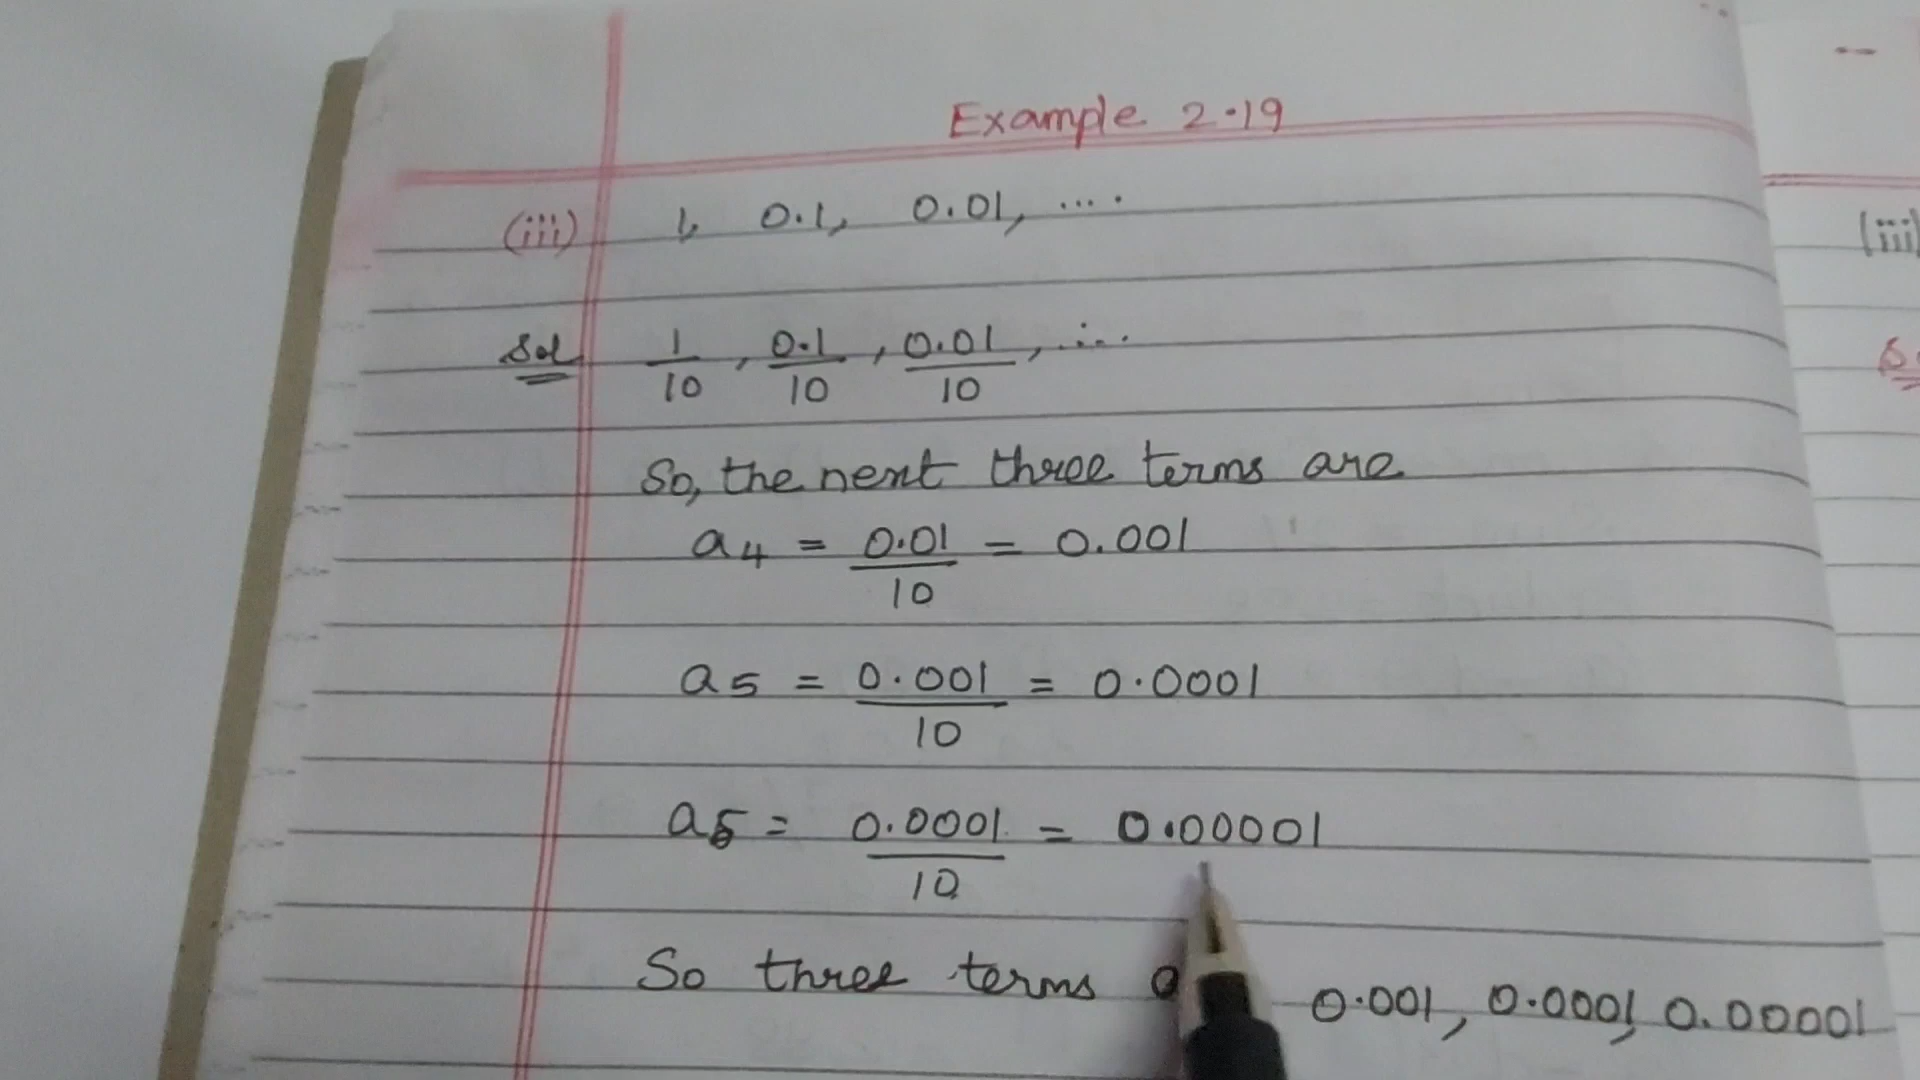 Example 2.19
(iii) 1, 0.1, 0.01, ....
Sol 1/10, 0.1/10, 0.01/10, ....
So, the next three terms are
a4 = 0.01/10 = 0.001
a5 = 0.001/10 = 0.0001
a6 = 0.0001/10 = 0.00001
So three terms 0.001, 0.0001, 0.00001
(iii)